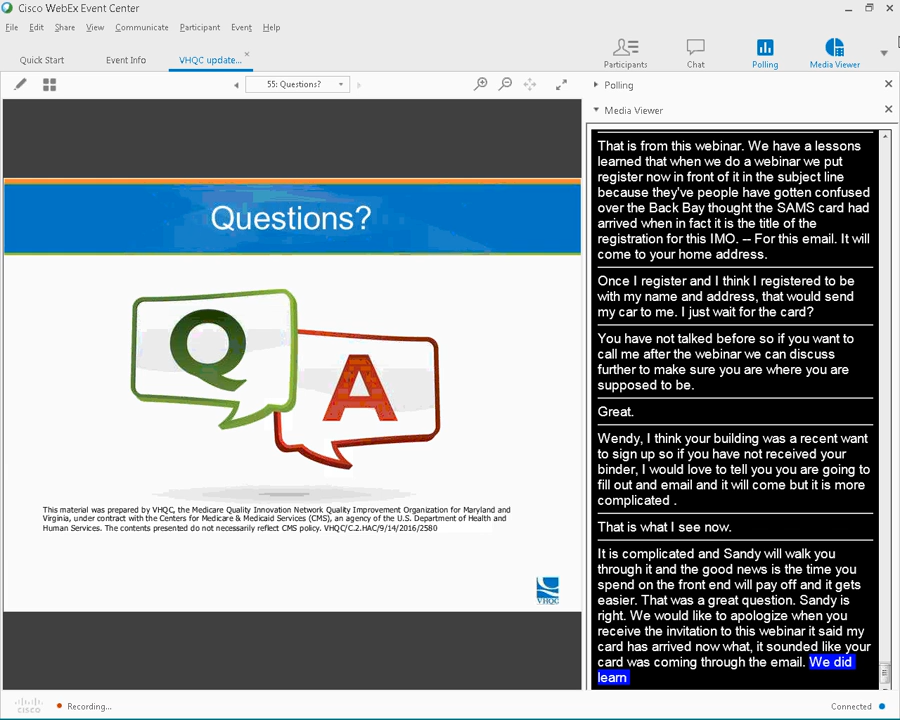 Cisco WebEx Event Center
File Edit Share View Communicate Participant Event Help
Quick Start Event Info VHQC update...
Participants Chat Polling Media Viewer
55: Questions?
Polling
Media Viewer
Questions?
Q
A
This material was prepared by VHQC, the Medicare Quality Innovation Network Quality Improvement Organization for Maryland and
Virginia, under contract with the Centers for Medicare & Medicaid Services (CMS), an agency of the U.S. Department of Health and
Human Services. The contents presented do not necessarily reflect CMS policy. VHQC/C.2.HAC/9/14/2016/2580
VHQC
That is from this webinar. We have a lessons
learned that when we do a webinar we put
register now in front of it in the subject line
because they've people have gotten confused
over the Back Bay thought the SAMS card had
arrived when in fact it is the title of the
registration for this IMO. -- For this email. It will
come to your home address.
Once I register and I think I registered to be
with my name and address, that would send
my car to me. I just wait for the card?
You have not talked before so if you want to
call me after the webinar we can discuss
further to make sure you are where you are
supposed to be.
Great.
Wendy, I think your building was a recent want
to sign up so if you have not received your
binder, I would love to tell you you are going to
fill out and email and it will come but it is more
complicated .
That is what I see now.
It is complicated and Sandy will walk you
through it and the good news is the time you
spend on the front end will pay off and it gets
easier. That was a great question. Sandy is
right. We would like to apologize when you
receive the invitation to this webinar it said my
card has arrived now what, it sounded like your
card was coming through the email. We did
learn
cisco
Recording...
Connected